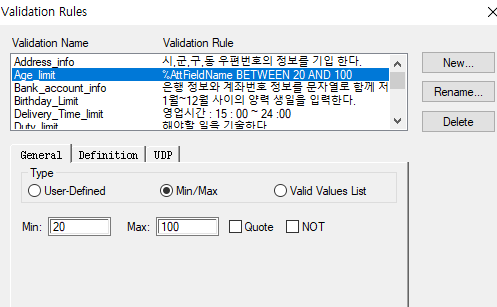 Validation Rules
Validation Name Validation Rule
Address_info 시,군,구,동 우편번호의 정보를 기입 한다.
Age_limit %AttFieldName BETWEEN 20 AND 100
Bank_account_info 은행 정보와 계좌번호 정보를 문자열로 함께 저
Birthday_Limit 1월~12월 사이의 양력 생일을 입력한다.
Delivery_Time_limit 영업시간 : 15 : 00 ~ 24 :00
Duty_limit 해야할 일을 기술한다
New...
Rename...
Delete
General Definition UDP
Type
User-Defined Min/Max Valid Values List
Min: 20 Max: 100 Quote NOT